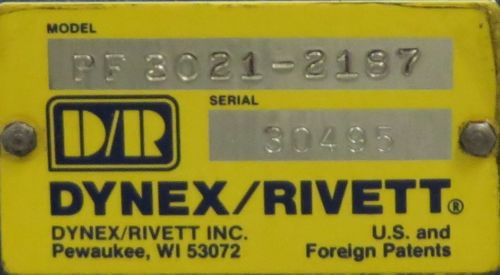 MODEL
PF 3021-2187
SERIAL
30495
D/R
DYNEX/RIVETT®
DYNEX/RIVETT INC.
Pewaukee, WI 53072
U.S. and
Foreign Patents